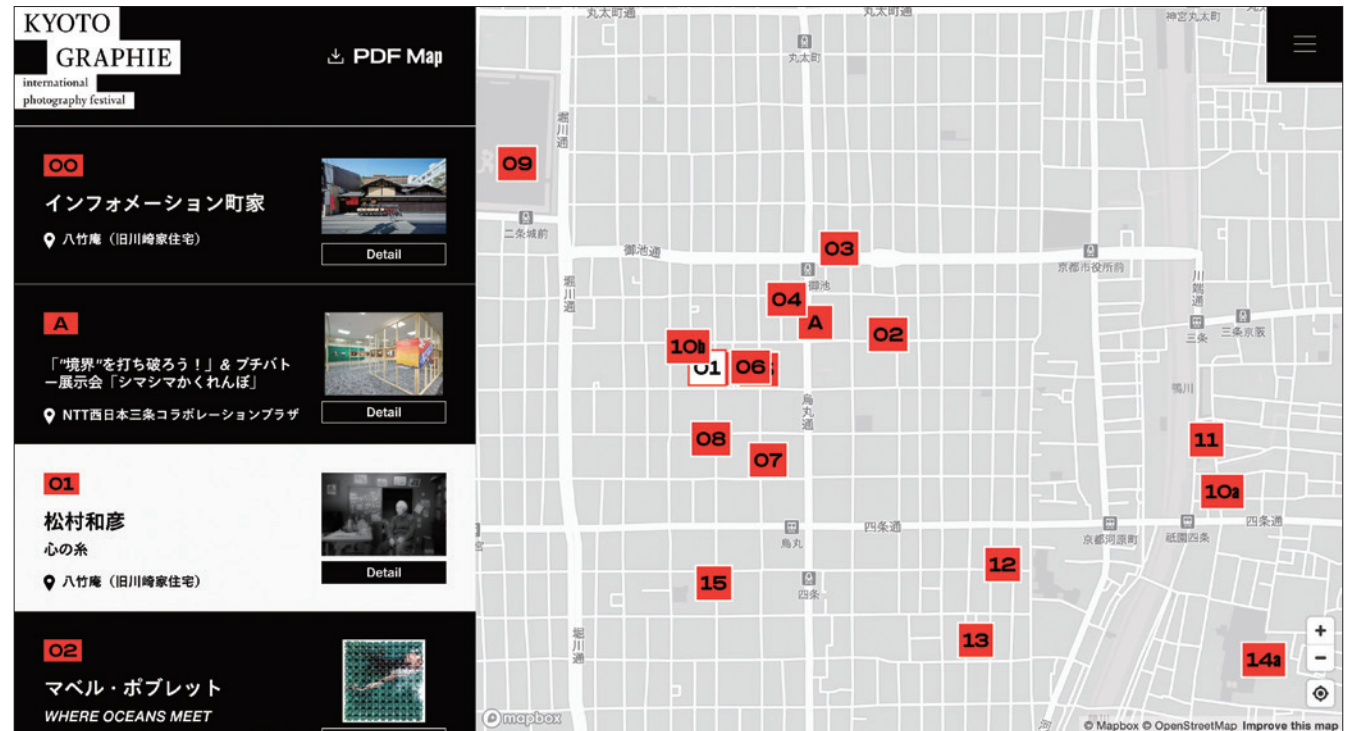 KYOTO
GRAPHIE
international
photography festival
PDF Map
00
インフォメーション町家
八竹庵（旧川崎家住宅）
Detail
A
「"境界"を打ち破ろう！」& プチバト
ー展示会「シマシマかくれんぼ」
NTT西日本三条コラボレーションプラザ
Detail
01
松村和彦
心の糸
八竹庵（旧川崎家住宅）
Detail
02
マベル・ポブレット
WHERE OCEANS MEET
丸太町通
丸太町通
神宮丸太町
丸太町
堀川通
09
二条城前
御池通
03
京都市役所前
御池
堀川通
川端通
04
A
02
三条
三条京阪
10b
01
06
鴨川
烏丸通
08
07
11
10a
四条通
四条通
烏丸
京都河原町
祇園四条
12
15
四条
堀川通
13
14a
+
−
mapbox
河
© Mapbox © OpenStreetMap Improve this map